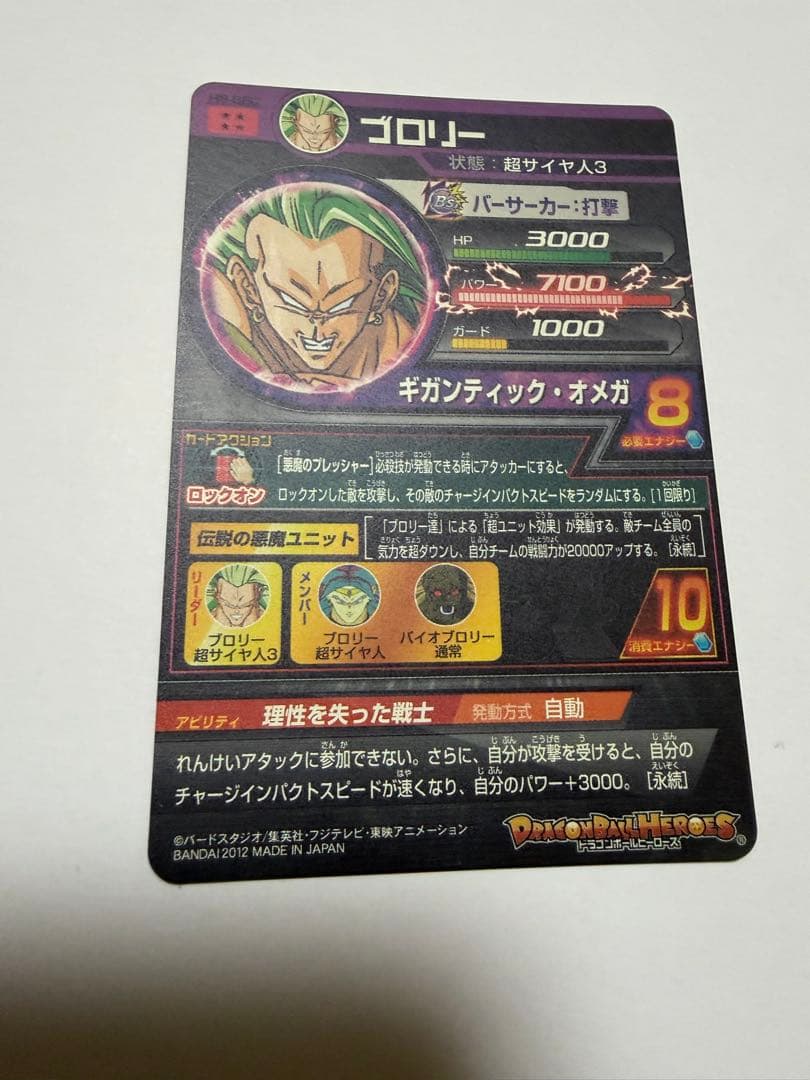 ブロリー
状態：超サイヤ人3
Bs バーサーカー：打撃
HP 3000
パワー 7100
ガード 1000
ギガンティック・オメガ 8
必要エナジー
カードアクション
ロックオン
[悪魔のプレッシャー]必殺技が発動できる時にアタッカーにすると、
ロックオンした敵を攻撃し、その敵のチャージインパクトスピードをランダムにする。[1回限り]
伝説の悪魔ユニット
「ブロリー達」による「超ユニット効果」が発動する。敵チーム全員の
気力を超ダウンし、自分チームの戦闘力が20000アップする。[永続]
リーダー
ブロリー
超サイヤ人3
メンバー
ブロリー
超サイヤ人
バイオブロリー
通常
10
消費エナジー
アビリティ 理性を失った戦士 発動方式 自動
れんけいアタックに参加できない。さらに、自分が攻撃を受けると、自分の
チャージインパクトスピードが速くなり、自分のパワー+3000。[永続]
©バードスタジオ/集英社・フジテレビ・東映アニメーション
BANDAI 2012 MADE IN JAPAN
DRAGONBALL HEROES
ドラゴンボールヒーローズ